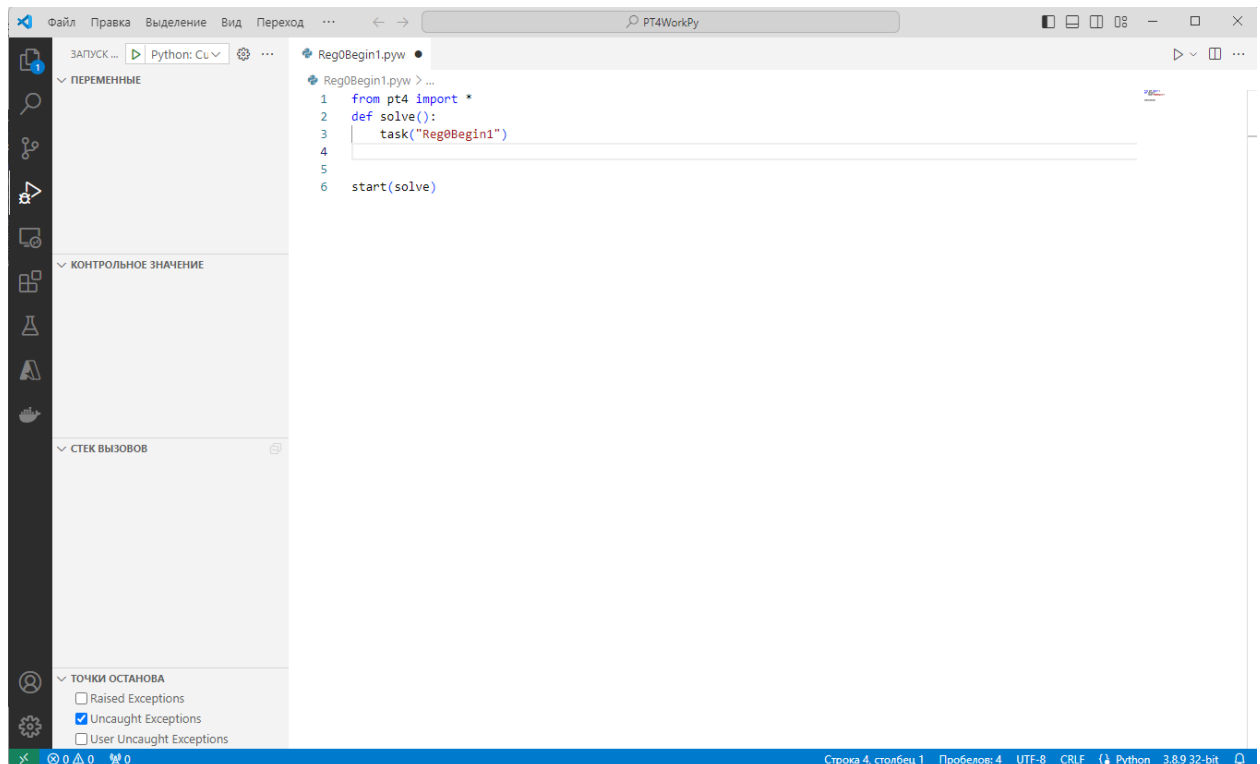 Файл Правка Выделение Вид Переход ··· PT4WorkPy
ЗАПУСК ... Python: Cu ···
Reg0Begin1.pyw
1
ПЕРЕМЕННЫЕ
Reg0Begin1.pyw > ...
1 from pt4 import *
2 def solve():
3 task("Reg0Begin1")
4
5
6 start(solve)
КОНТРОЛЬНОЕ ЗНАЧЕНИЕ
СТЕК ВЫЗОВОВ
ТОЧКИ ОСТАНОВА
Raised Exceptions
Uncaught Exceptions
User Uncaught Exceptions
0 0 0 Строка 4, столбец 1 Пробелов: 4 UTF-8 CRLF Python 3.8.9 32-bit